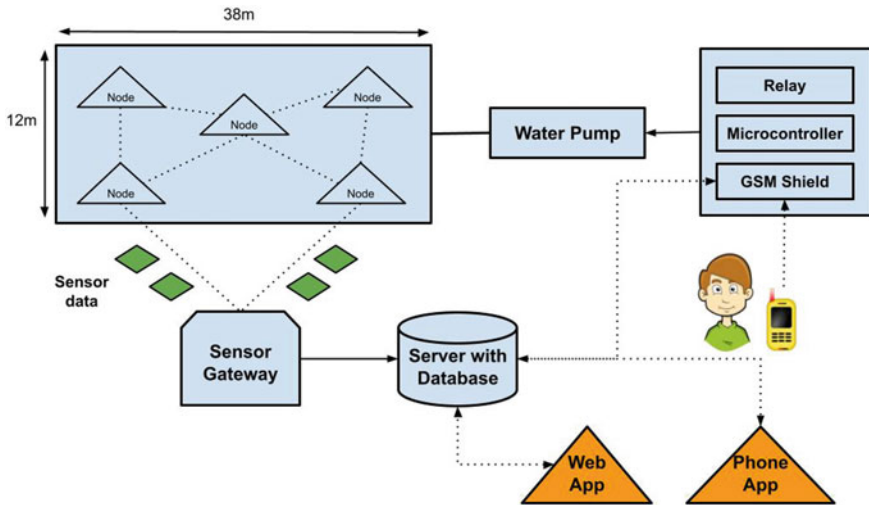 38m
12m
Node
Node
Node
Node
Node
Water Pump
Relay
Microcontroller
GSM Shield
Sensor
data
Sensor
Gateway
Server with
Database
Web
App
Phone
App